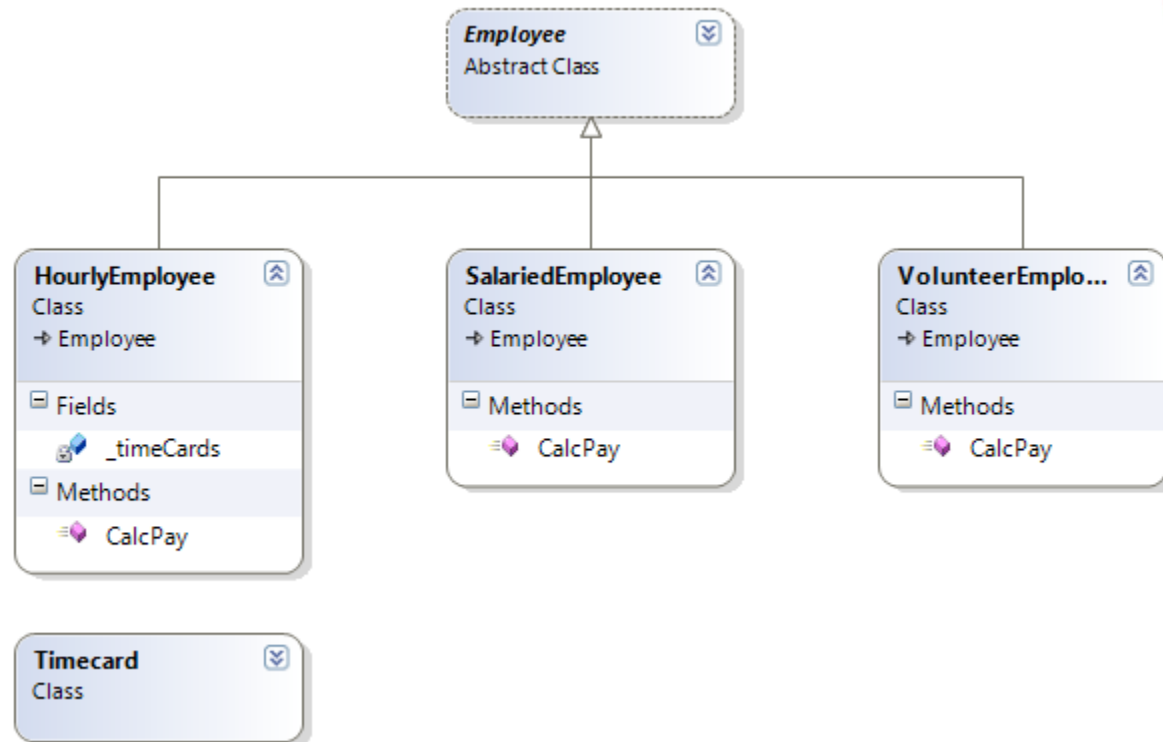 Employee
Abstract Class
HourlyEmployee
Class
Employee
Fields
_timeCards
Methods
CalcPay
SalariedEmployee
Class
Employee
Methods
CalcPay
VolunteerEmplo...
Class
Employee
Methods
CalcPay
Timecard
Class